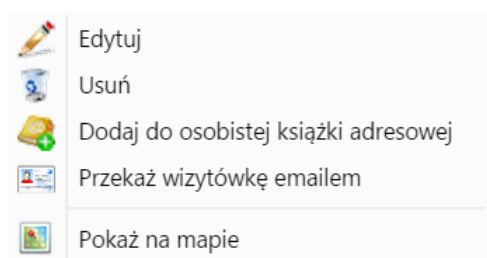 Edytuj
Usuń
Dodaj do osobistej książki adresowej
Przekaż wizytówkę emailem
Pokaż na mapie